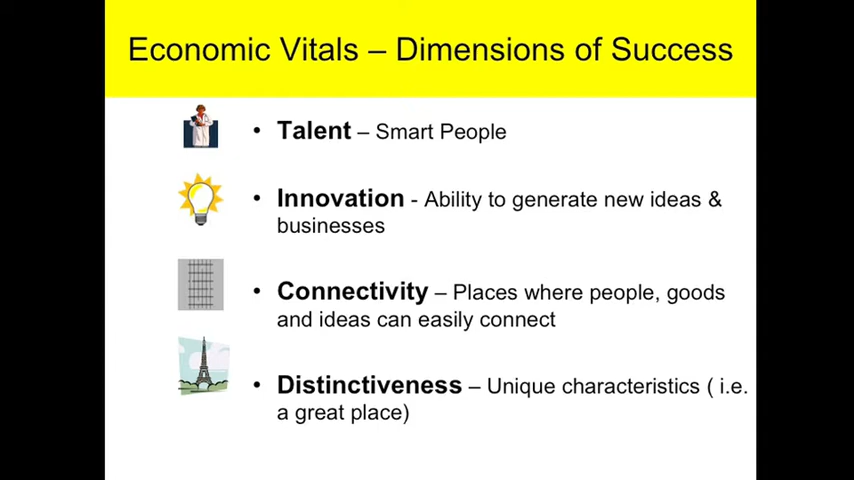 Economic Vitals – Dimensions of Success
• Talent – Smart People
• Innovation - Ability to generate new ideas &
businesses
• Connectivity – Places where people, goods
and ideas can easily connect
• Distinctiveness – Unique characteristics ( i.e.
a great place)